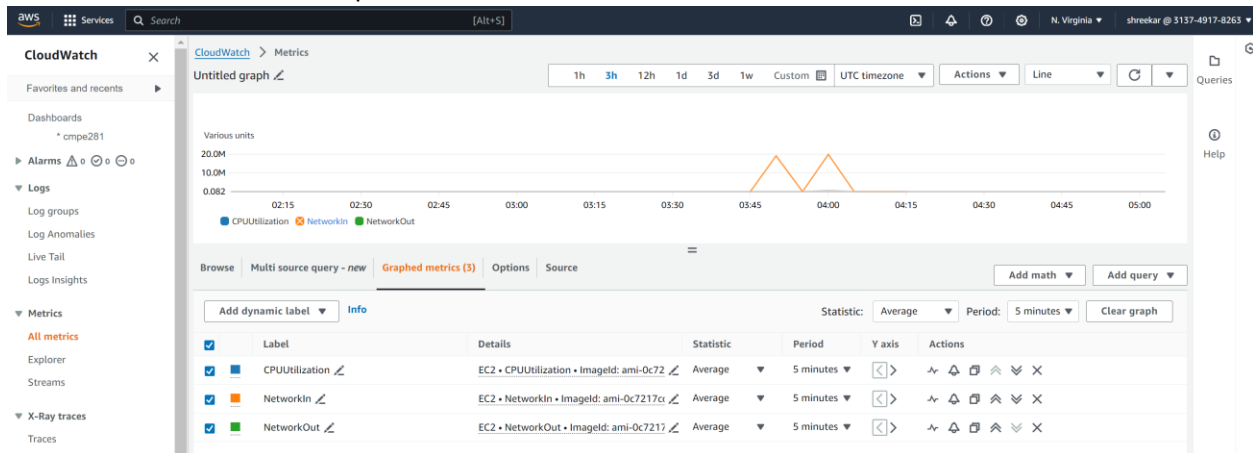 aws Services Search [Alt+S] N. Virginia shreekar @ 3137-4917-8263
CloudWatch
Favorites and recents
Dashboards
* cmpe281
Alarms 0 0 0
Logs
Log groups
Log Anomalies
Live Tail
Logs Insights
Metrics
All metrics
Explorer
Streams
X-Ray traces
Traces
CloudWatch > Metrics
Untitled graph
1h 3h 12h 1d 3d 1w Custom UTC timezone Actions Line
Various units
20.0M
10.0M
0.082
02:15 02:30 02:45 03:00 03:15 03:30 03:45 04:00 04:15 04:30 04:45 05:00
CPUUtilization NetworkIn NetworkOut
Browse Multi source query - new Graphed metrics (3) Options Source
Add math Add query
Add dynamic label Info Statistic: Average Period: 5 minutes Clear graph
Label Details Statistic Period Y axis Actions
CPUUtilization EC2 • CPUUtilization • ImageId: ami-0c72 Average 5 minutes < >
NetworkIn EC2 • NetworkIn • ImageId: ami-0c7217cc Average 5 minutes < >
NetworkOut EC2 • NetworkOut • ImageId: ami-0c7217 Average 5 minutes < >
Queries
Help